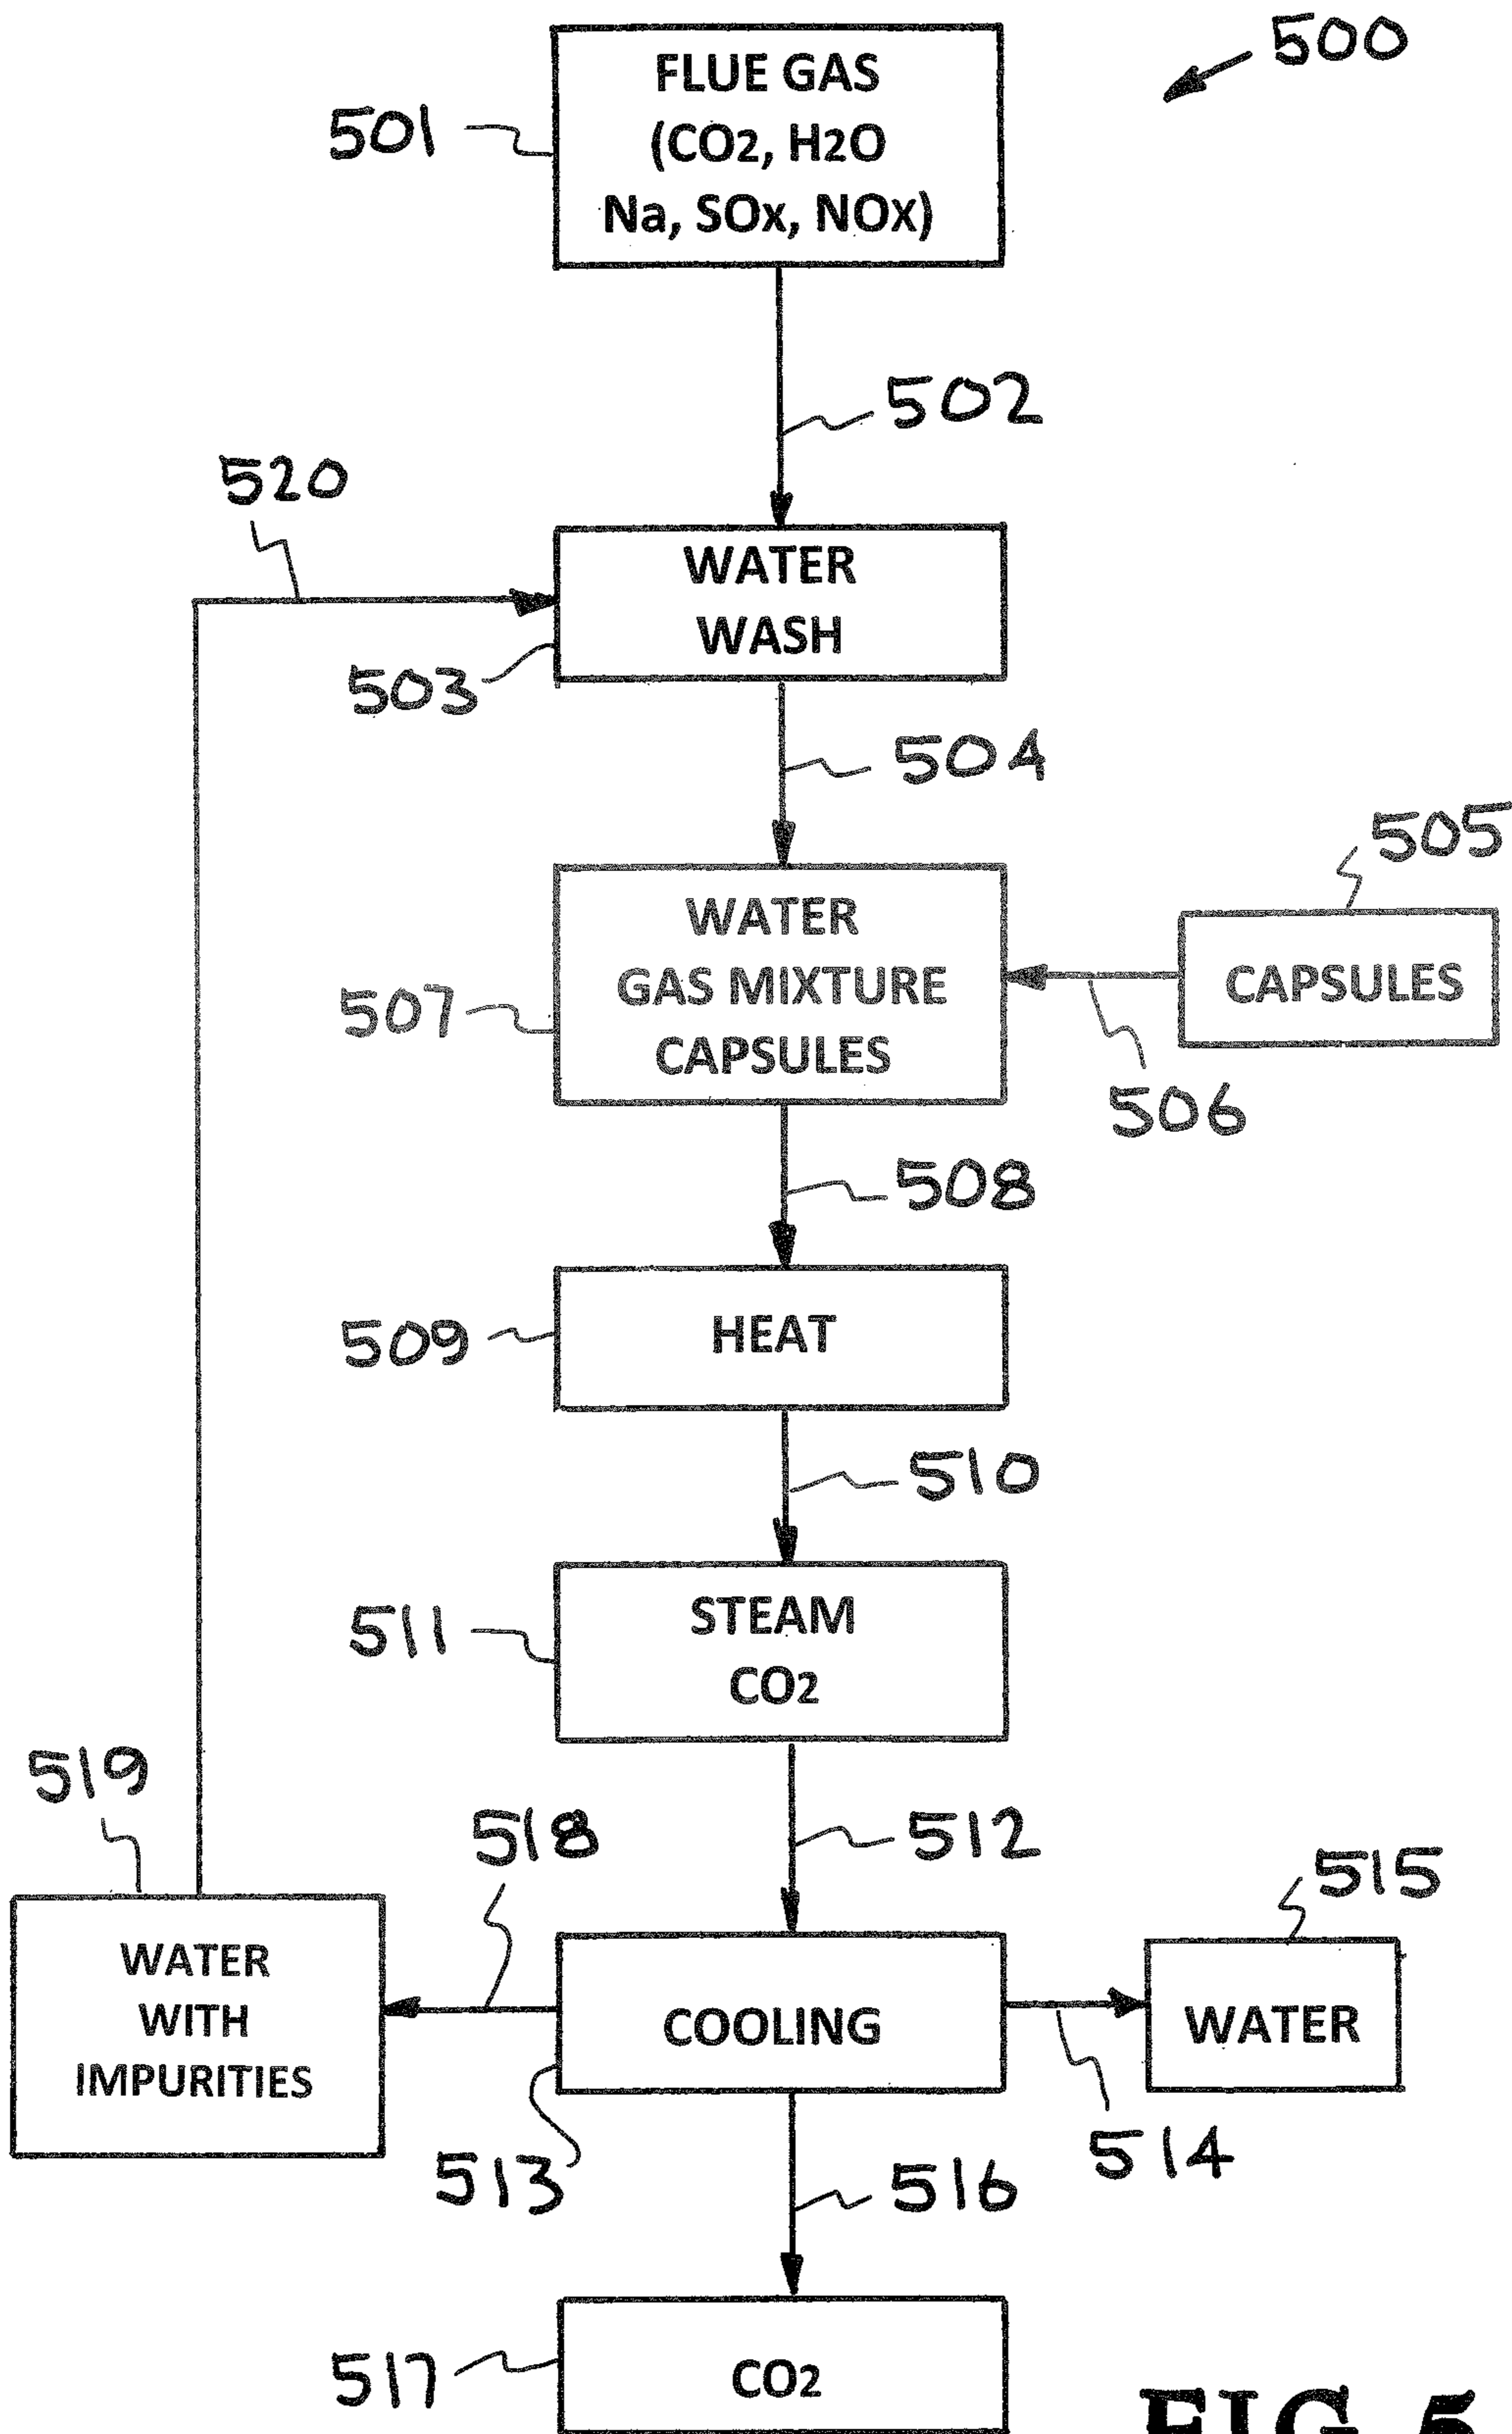 500
FLUE GAS
(CO2, H2O
Na, SOx, NOx)
501
502
520
WATER
WASH
503
504
505
WATER
GAS MIXTURE
CAPSULES
507
CAPSULES
506
508
HEAT
509
510
STEAM
CO2
511
519
518
512
515
WATER
WITH
IMPURITIES
COOLING
WATER
513
514
516
CO2
517
FIG. 5